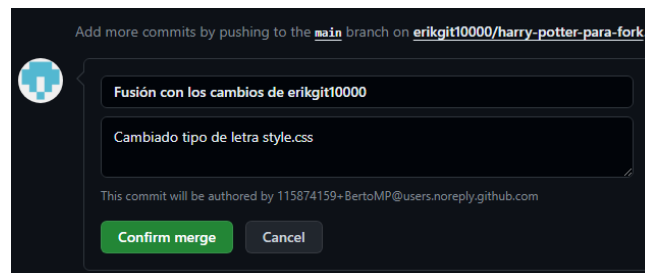 Add more commits by pushing to the main branch on erikgit10000/harry-potter-para-fork.
Fusión con los cambios de erikgit10000
Cambiado tipo de letra style.css
This commit will be authored by 115874159+BertoMP@users.noreply.github.com
Confirm merge Cancel